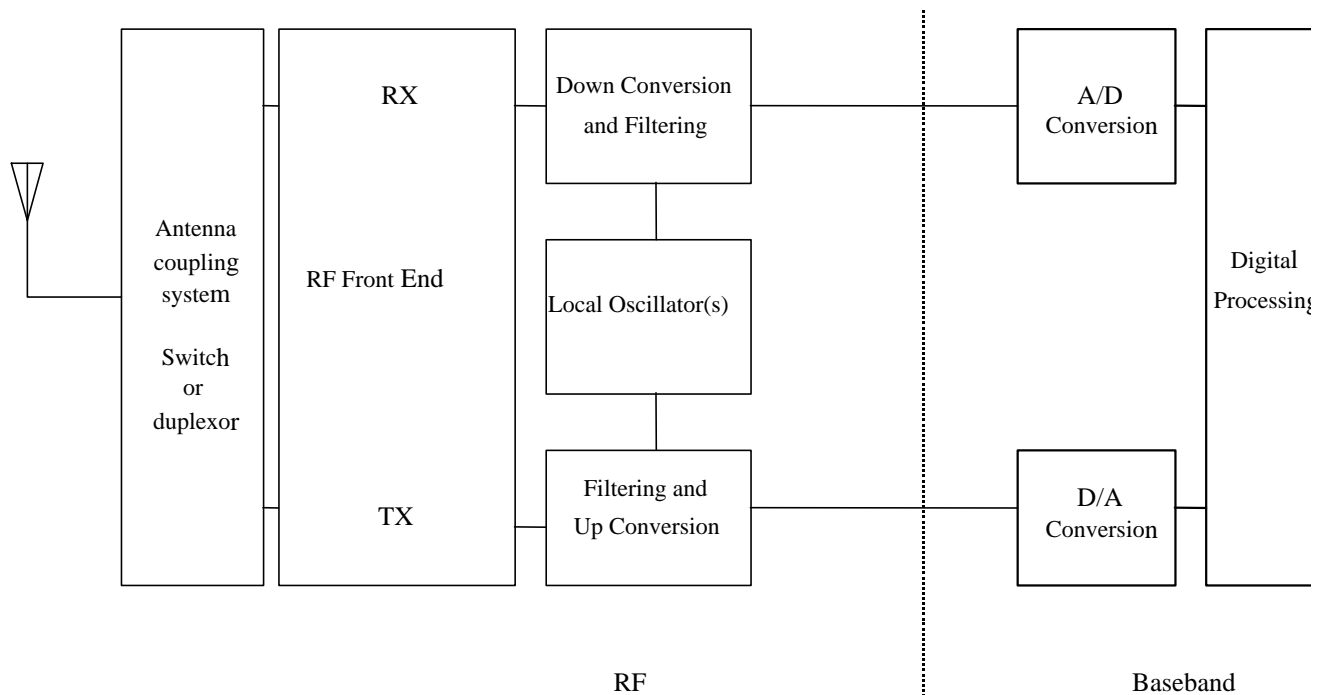 Antenna
coupling
system
Switch
or
duplexor
RX
RF Front End
TX
Down Conversion
and Filtering
Local Oscillator(s)
Filtering and
Up Conversion
A/D
Conversion
D/A
Conversion
Digital
Processing
RF
Baseband